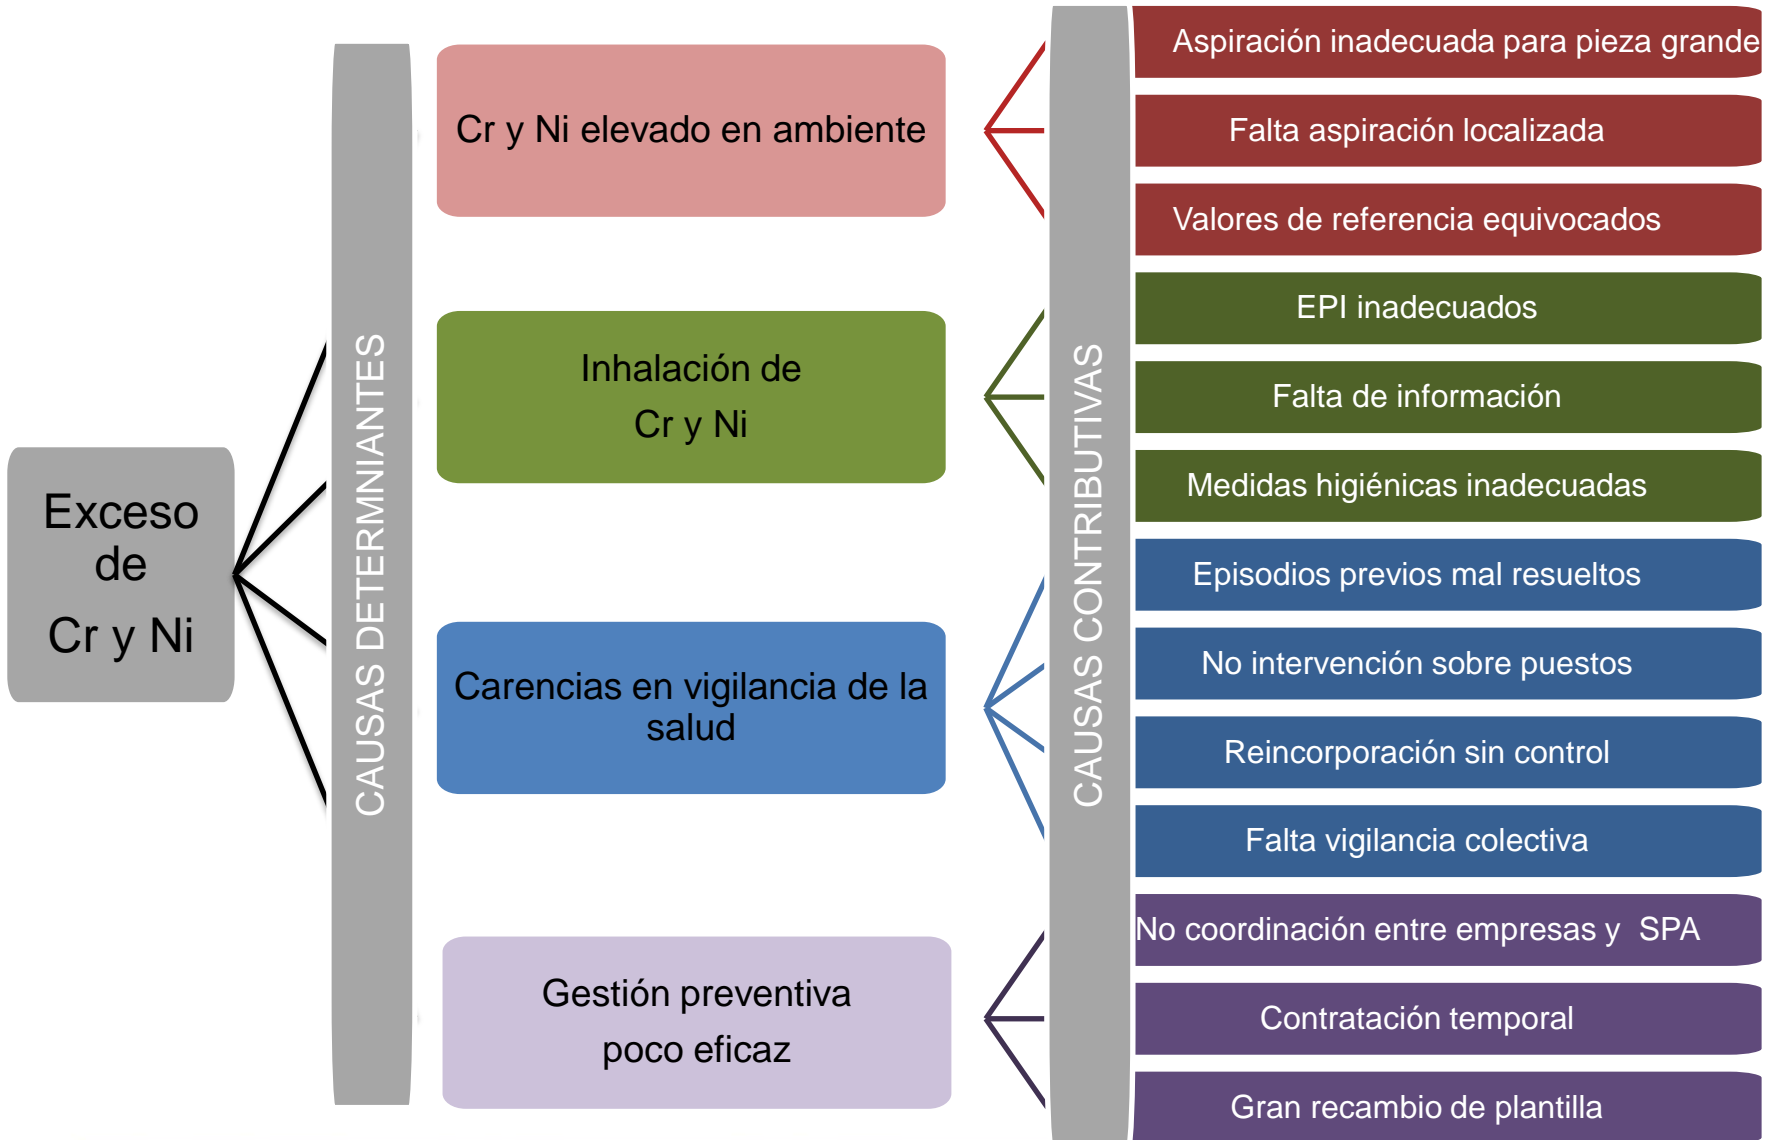 Exceso
de
Cr y Ni
CAUSAS DETERMNIANTES
Cr y Ni elevado en ambiente
Inhalación de
Cr y Ni
Carencias en vigilancia de la
salud
Gestión preventiva
poco eficaz
CAUSAS CONTRIBUTIVAS
Aspiración inadecuada para pieza grande
Falta aspiración localizada
Valores de referencia equivocados
EPI inadecuados
Falta de información
Medidas higiénicas inadecuadas
Episodios previos mal resueltos
No intervención sobre puestos
Reincorporación sin control
Falta vigilancia colectiva
No coordinación entre empresas y  SPA
Contratación temporal
Gran recambio de plantilla